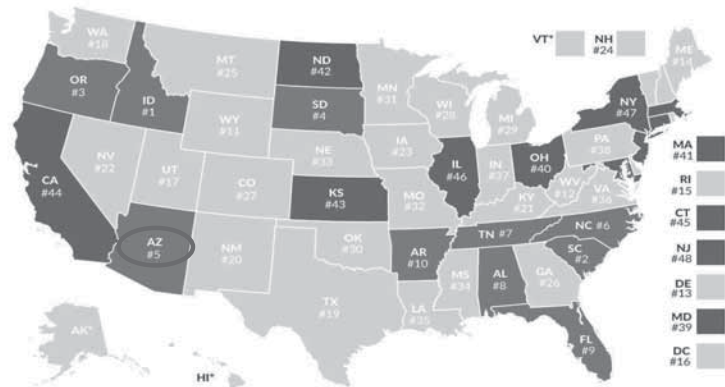 WA
#18
OR
#3
ID
#1
MT
#25
ND
#42
SD
#4
WY
#11
NV
#22
UT
#17
CO
#27
CA
#44
AZ
#5
NM
#20
NE
#33
KS
#43
OK
#30
TX
#19
MN
#31
IA
#23
MO
#32
AR
#10
LA
#35
WI
#28
IL
#46
MI
#29
IN
#37
OH
#40
KY
#21
TN #7
MS
#34
AL
#8
GA
#26
FL
#9
SC
#2
NC #6
VA
#36
WV
#12
PA
#38
NY
#47
ME
#14
VT*
NH
#24
MA
#41
RI
#15
CT
#45
NJ
#48
DE
#13
MD
#39
DC
#16
AK*
HI*